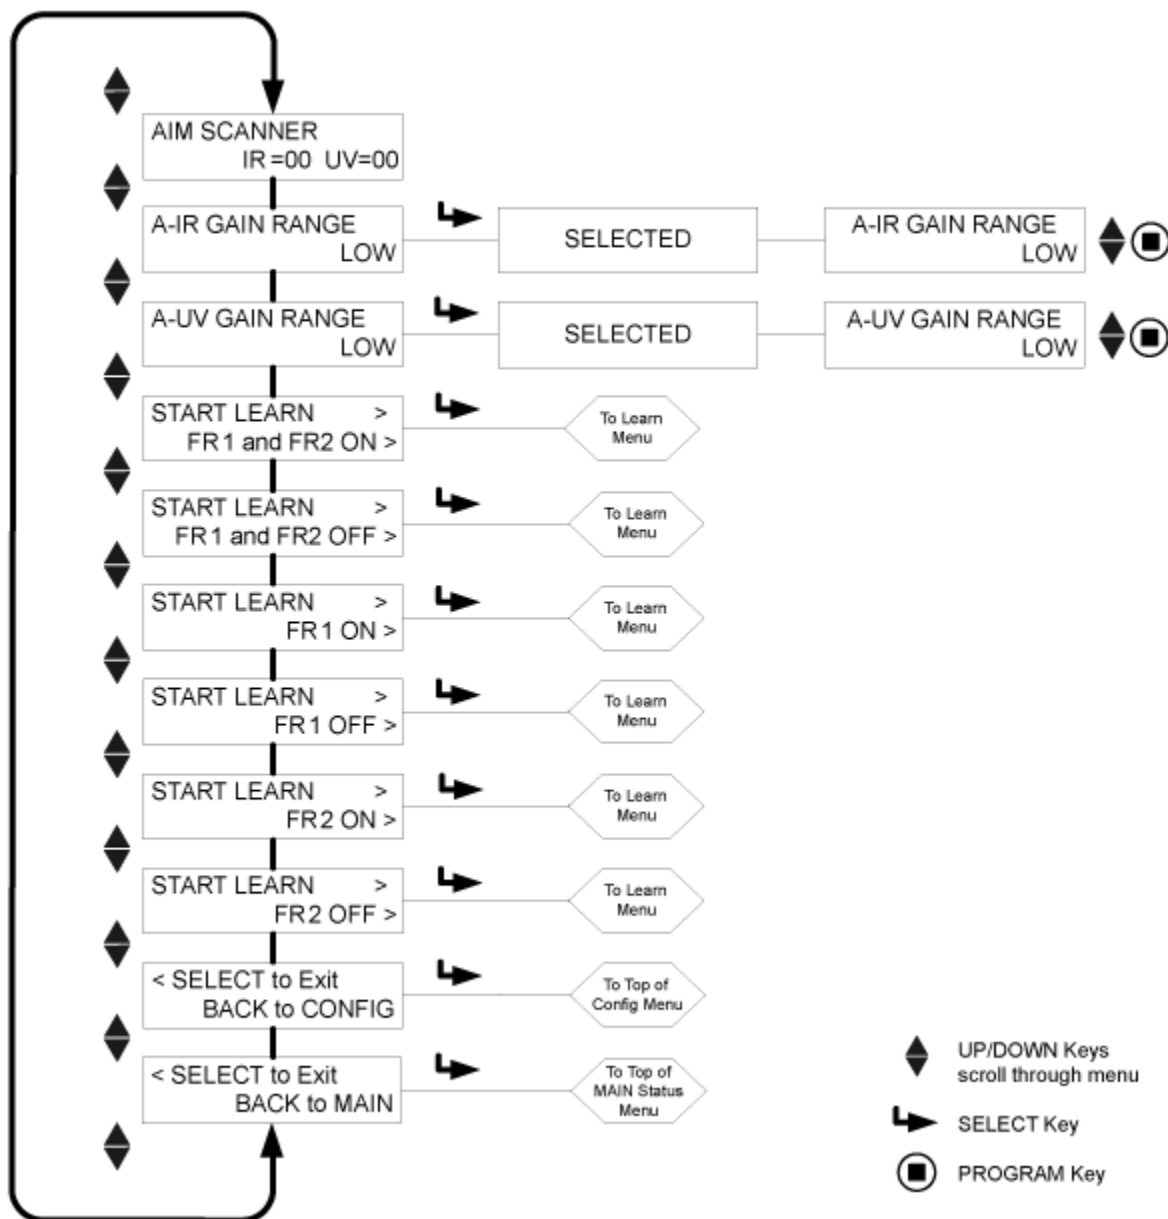 AIM SCANNER
IR=00 UV=00
A-IR GAIN RANGE
LOW
SELECTED
A-IR GAIN RANGE
LOW
A-UV GAIN RANGE
LOW
SELECTED
A-UV GAIN RANGE
LOW
START LEARN >
FR1 and FR2 ON >
To Learn
Menu
START LEARN >
FR1 and FR2 OFF >
To Learn
Menu
START LEARN >
FR1 ON >
To Learn
Menu
START LEARN >
FR1 OFF >
To Learn
Menu
START LEARN >
FR2 ON >
To Learn
Menu
START LEARN >
FR2 OFF >
To Learn
Menu
< SELECT to Exit
BACK to CONFIG
To Top of
Config Menu
< SELECT to Exit
BACK to MAIN
To Top of
MAIN Status
Menu
UP/DOWN Keys
scroll through menu
SELECT Key
PROGRAM Key